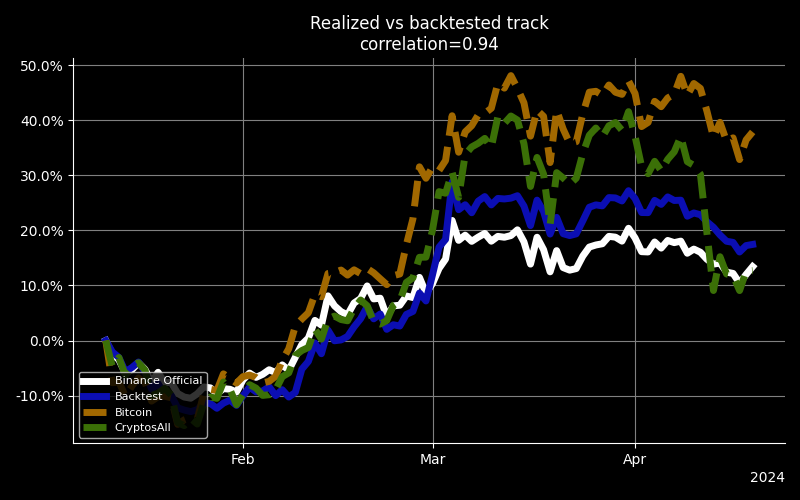 Realized vs backtested track
correlation=0.94
50.0%
40.0%
30.0%
20.0%
10.0%
0.0%
-10.0%
Binance Official
Backtest
Bitcoin
CryptosAll
Feb
Mar
Apr
2024